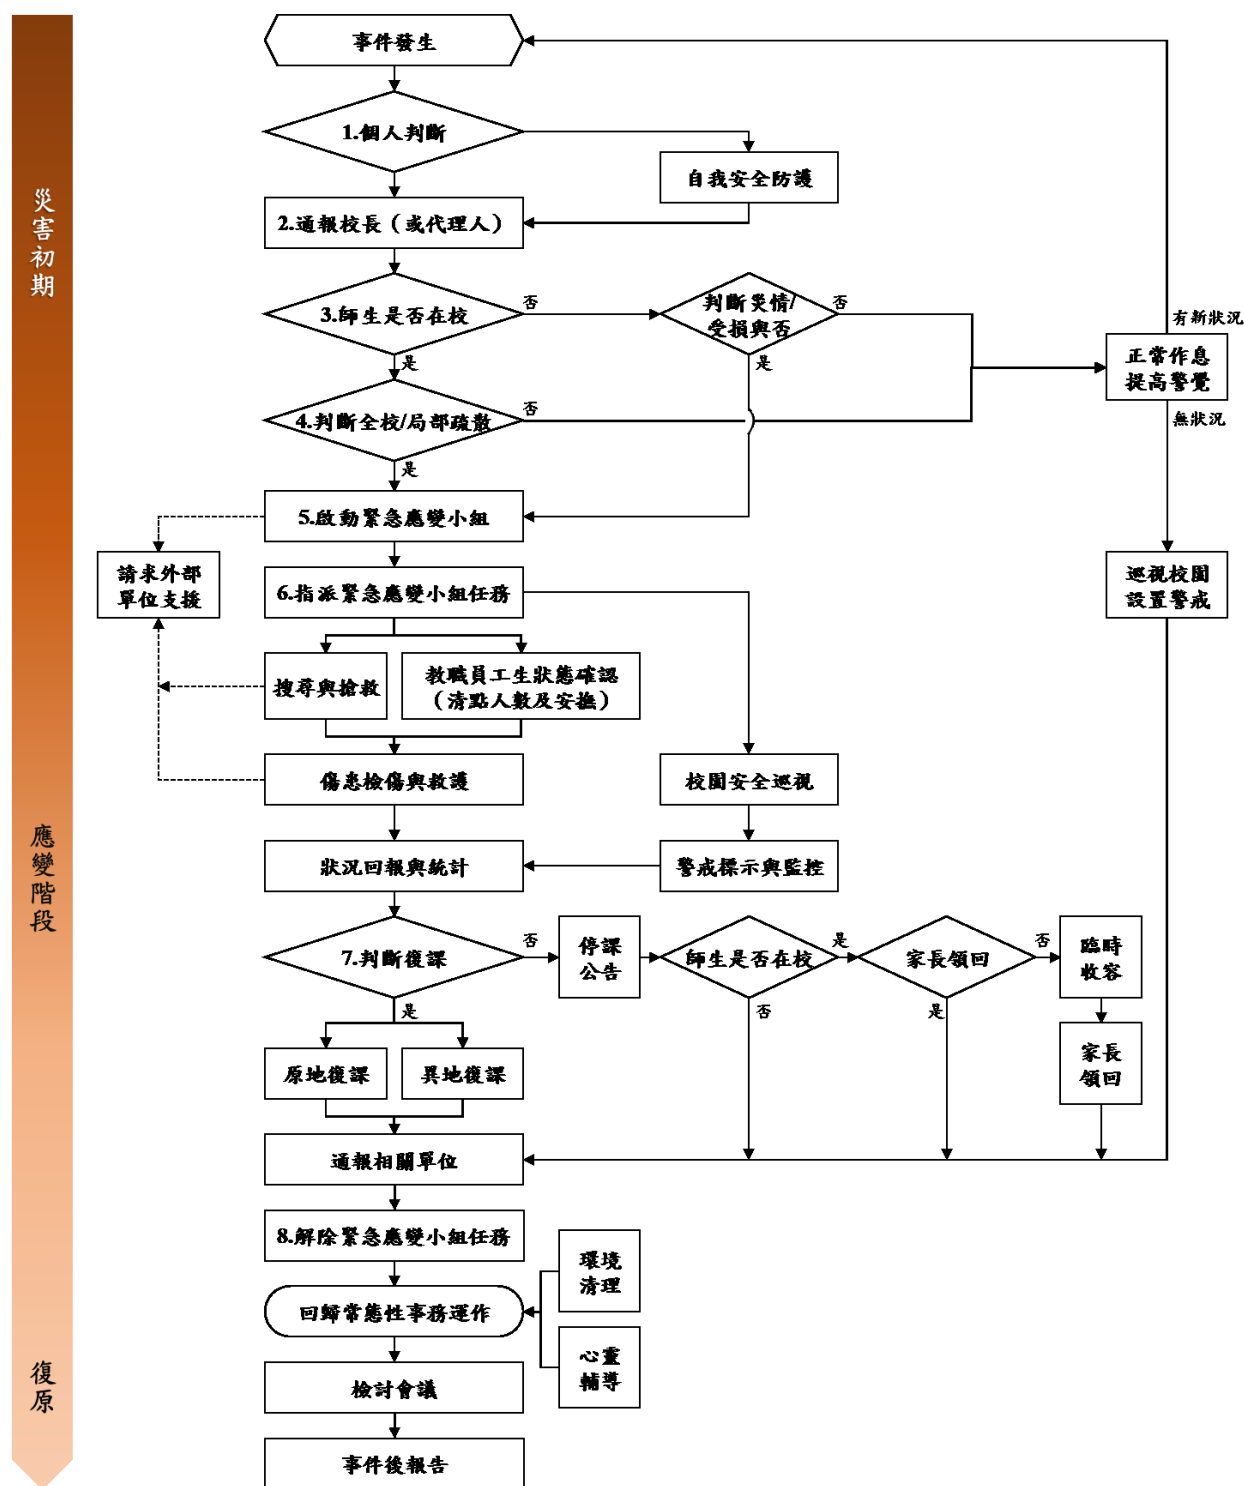 災害初期
應變階段
復原
事件發生
1.個人判斷
自我安全防護
2.通報校長（或代理人）
3.師生是否在校
否
是
判斷災情/
受損與否
否
是
有新狀況
正常作息
提高警覺
無狀況
4.判斷全校/局部疏散
否
是
5.啟動緊急應變小組
請求外部
單位支援
6.指派緊急應變小組任務
巡視校園
設置警戒
搜尋與搶救
教職員工生狀態確認
（清點人數及安撫）
傷患檢傷與救護
校園安全巡視
狀況回報與統計
警戒標示與監控
7.判斷復課
否
是
停課
公告
師生是否在校
是
否
家長領回
否
是
臨時
收容
家長
領回
原地復課
異地復課
通報相關單位
8.解除緊急應變小組任務
環境
清理
回歸常態性事務運作
心靈
輔導
檢討會議
事件後報告